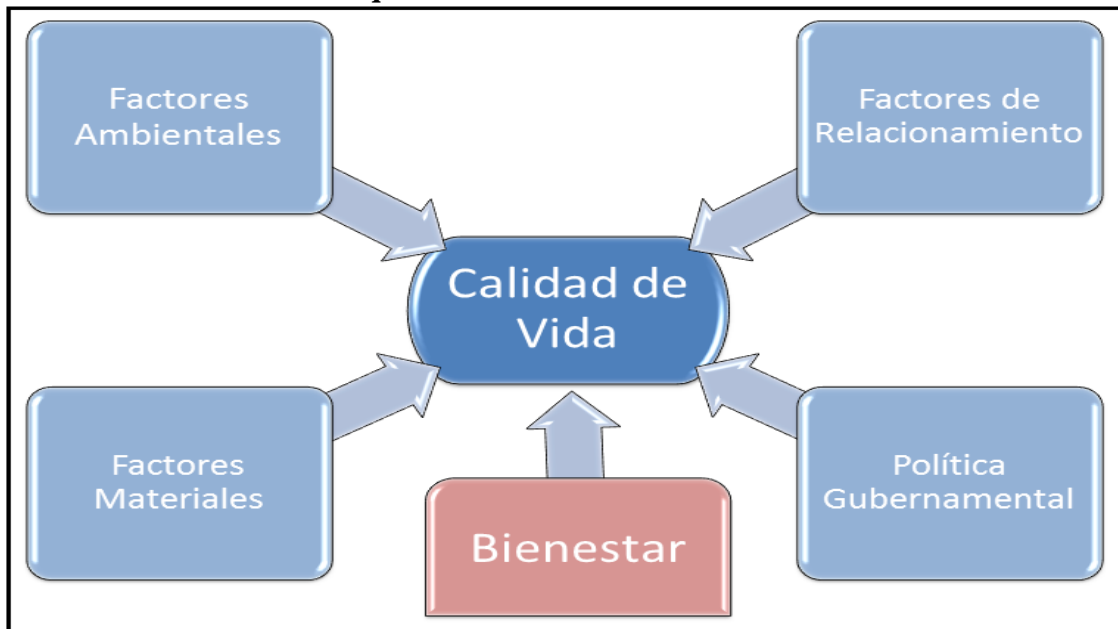 Factores
Ambientales
Factores de
Relacionamiento
Calidad de
Vida
Factores
Materiales
Política
Gubernamental
Bienestar